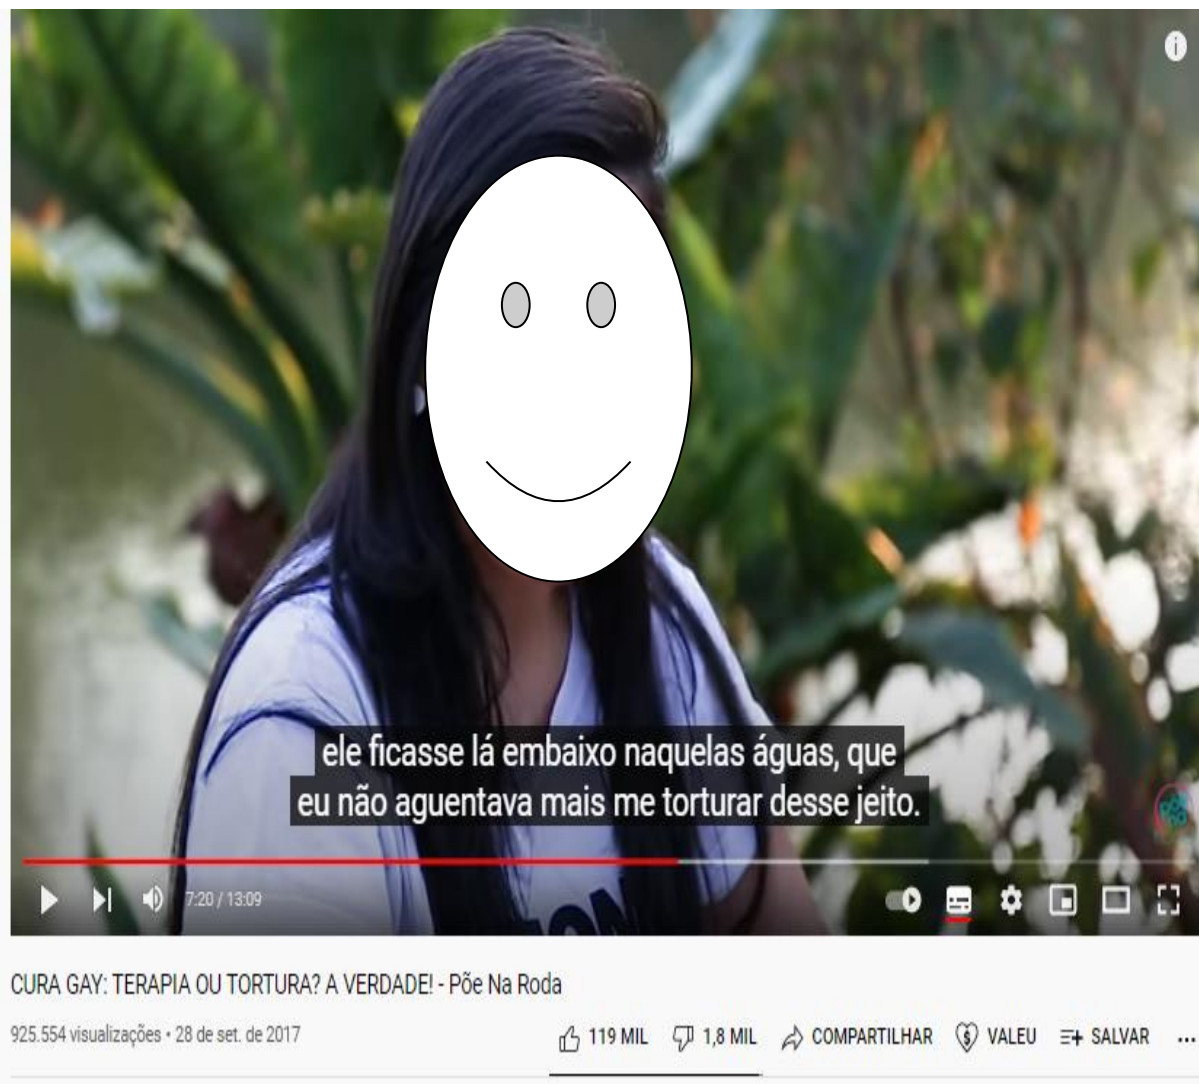 ele ficasse lá embaixo naquelas águas, que
eu não aguentava mais me torturar desse jeito.
7:20 / 13:09
CURA GAY: TERAPIA OU TORTURA? A VERDADE! - Põe Na Roda
925.554 visualizações • 28 de set. de 2017
119 MIL 1,8 MIL COMPARTILHAR VALEU SALVAR